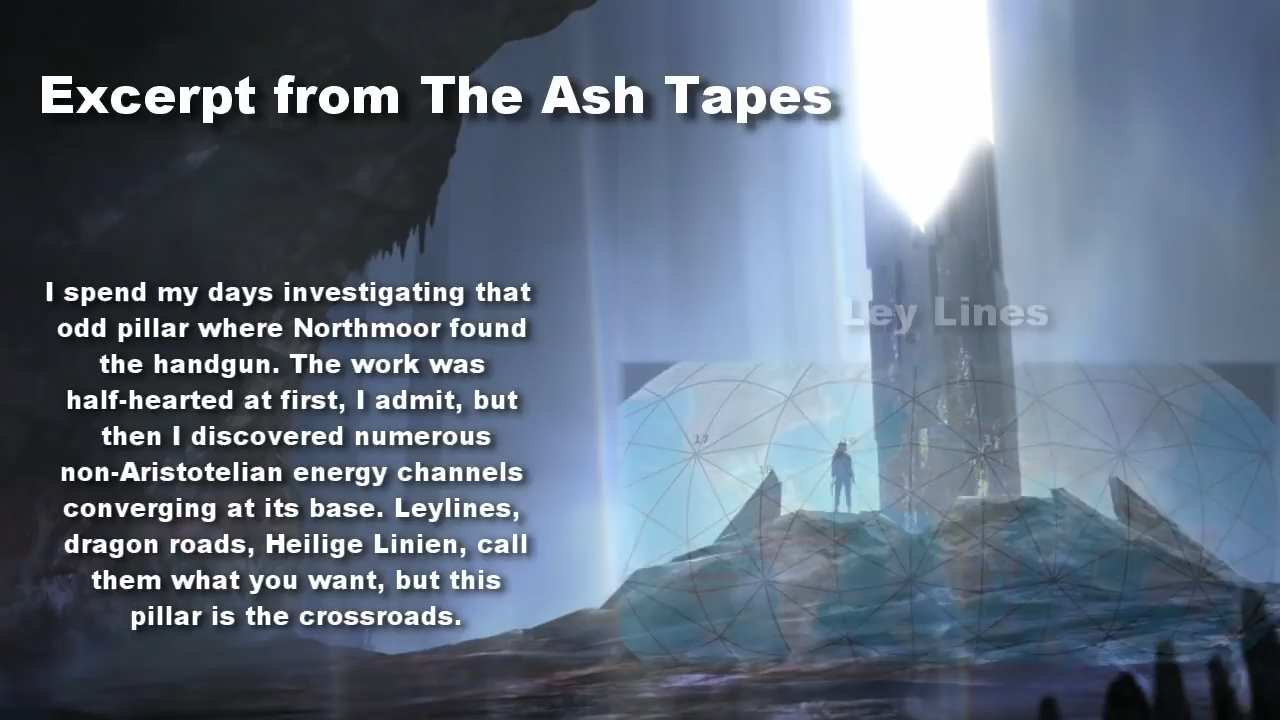 Excerpt from The Ash Tapes
I spend my days investigating that
odd pillar where Northmoor found
the handgun. The work was
half-hearted at first, I admit, but
then I discovered numerous
non-Aristotelian energy channels
converging at its base. Leylines,
dragon roads, Heilige Linien, call
them what you want, but this
pillar is the crossroads.
Ley Lines
17
18